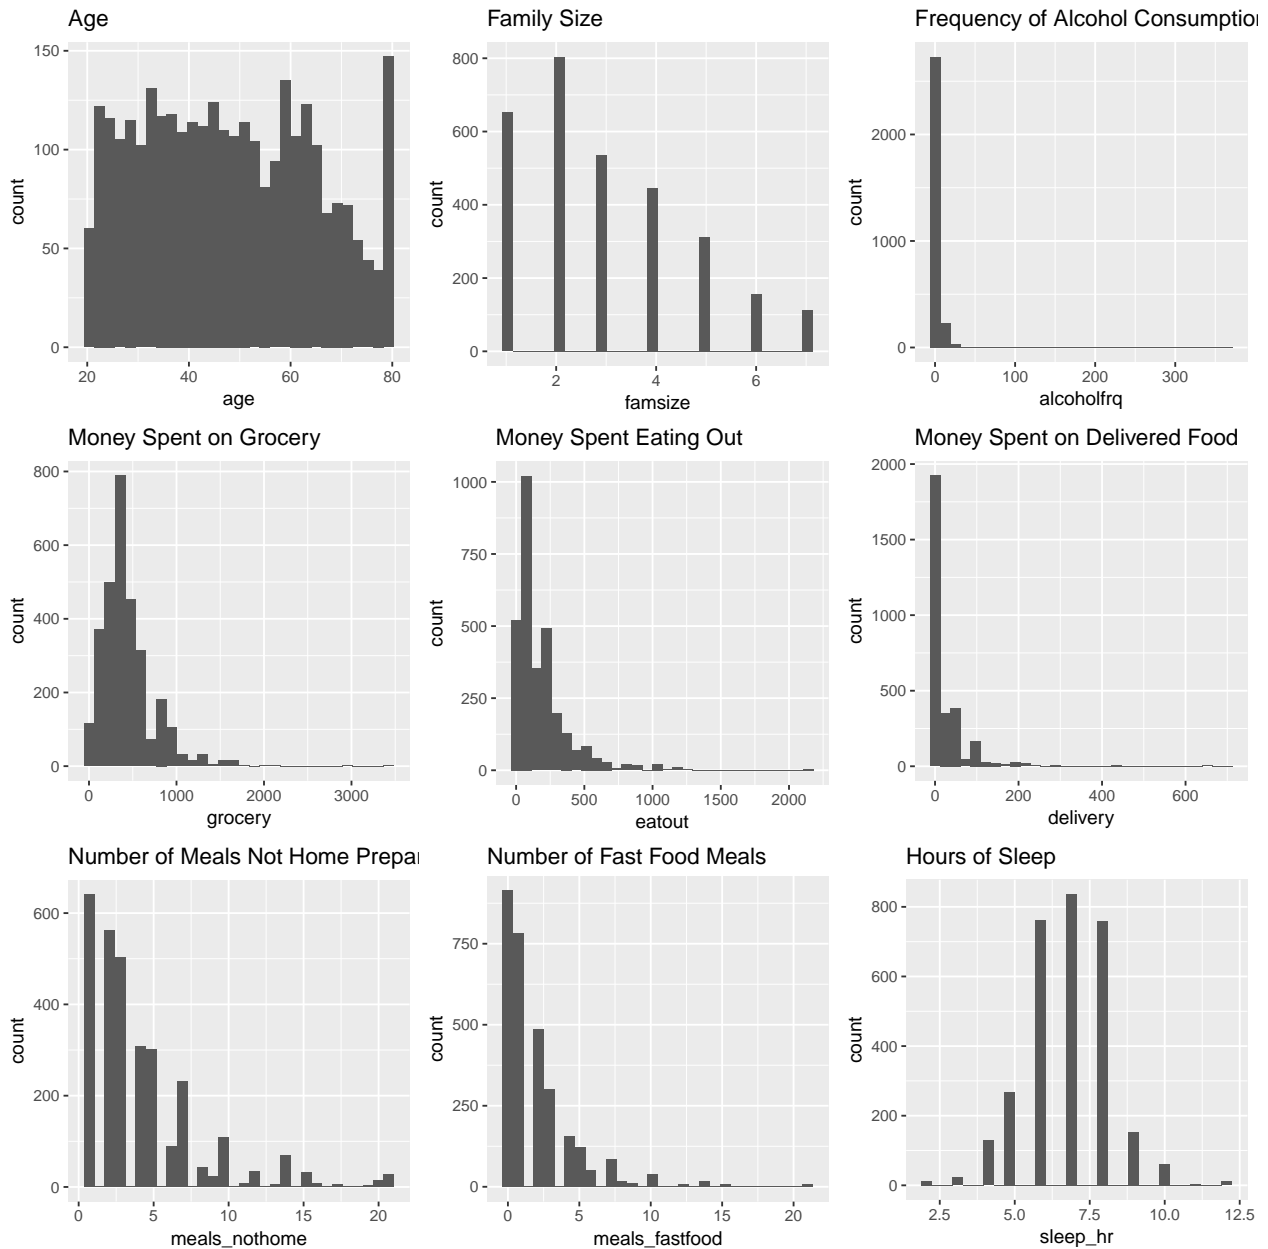 Age
150
100
50
0
20 40 60 80
age
count
Family Size
800
600
400
200
0
2 4 6
famsize
count
Frequency of Alcohol Consumption
2000
1000
0
0 100 200 300
alcoholfrq
count
Money Spent on Grocery
800
600
400
200
0
0 1000 2000 3000
grocery
count
Money Spent Eating Out
1000
750
500
250
0
0 500 1000 1500 2000
eatout
count
Money Spent on Delivered Food
2000
1500
1000
500
0
0 200 400 600
delivery
count
Number of Meals Not Home Prepar
600
400
200
0
0 5 10 15 20
meals_nothome
count
Number of Fast Food Meals
750
500
250
0
0 5 10 15 20
meals_fastfood
count
Hours of Sleep
800
600
400
200
0
2.5 5.0 7.5 10.0 12.5
sleep_hr
count